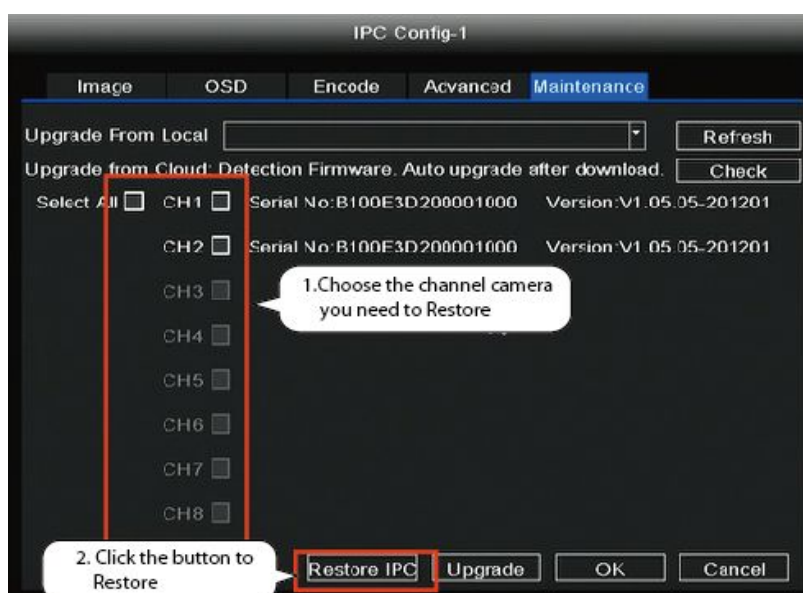 IPC Config-1
Image OSD Encode Advanced Maintenance
Upgrade From Local Refresh
Upgrade from Cloud: Detection Firmware. Auto upgrade after download. Check
Select All CH1 Serial No:B100E3D200001000 Version:V1.05.05-201201
CH2 Serial No:B100E3D200001000 Version:V1.05.05-201201
CH3
1.Choose the channel camera
you need to Restore
CH4
CH5
CH6
CH7
CH8
2. Click the button to
Restore
Restore IPC Upgrade OK Cancel